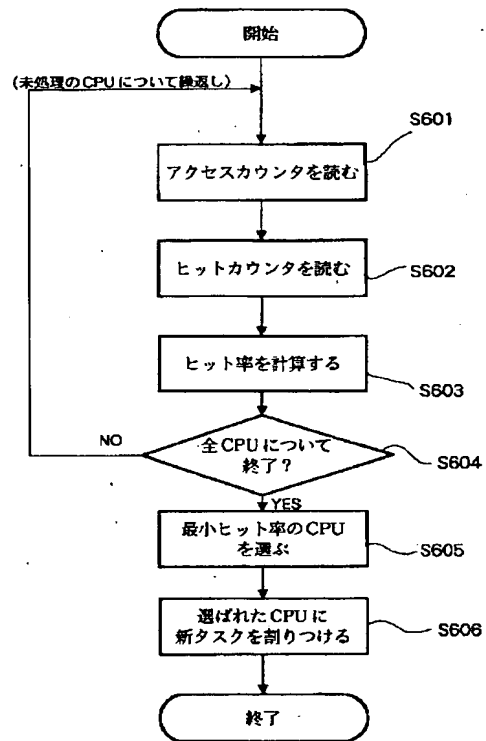 開始
(未処理のCPUについて繰返し)
S601
アクセスカウンタを読む
ヒットカウンタを読む
S602
ヒット率を計算する
S603
NO
全CPUについて
終了？
S604
YES
最小ヒット率のCPU
を選ぶ
S605
選ばれたCPUに
新タスクを割りつける
S606
終了